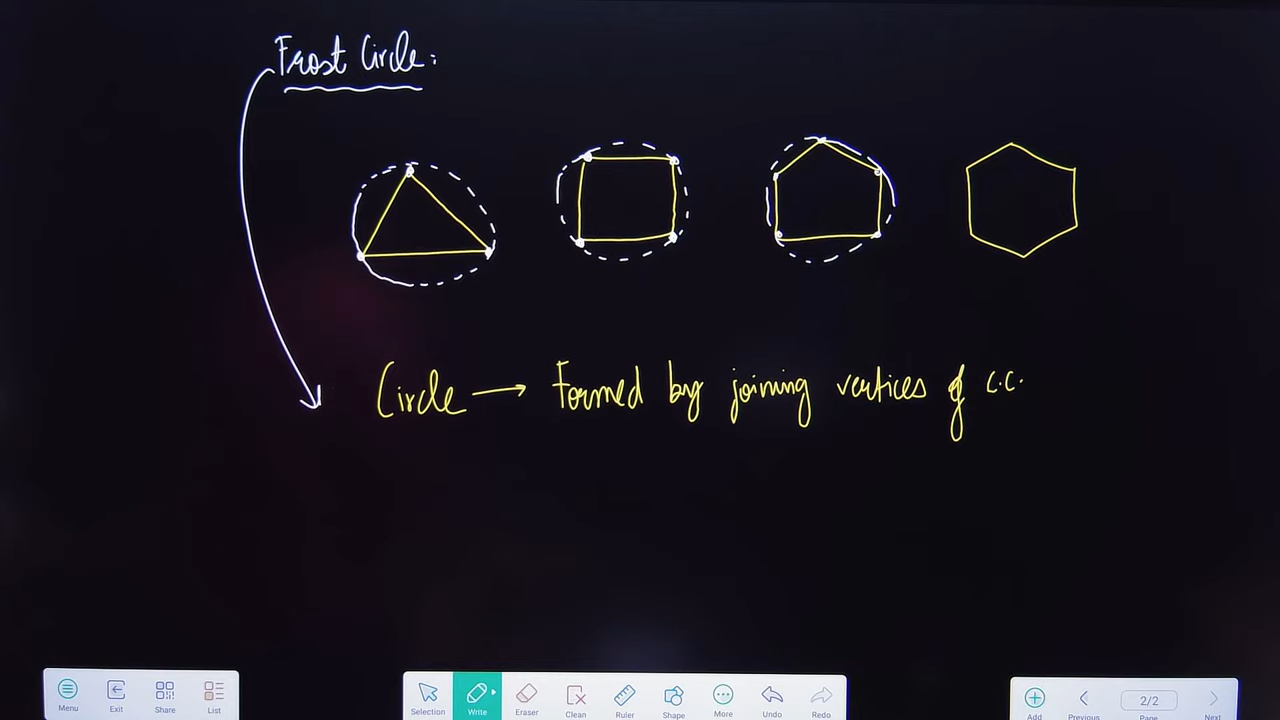 Frost Circle:
Circle → Formed by joining vertices of c.c.
Menu Exit Share List
Selection Write Eraser Clean Ruler Shape More Undo Redo
Add Previous 2/2 Page Next